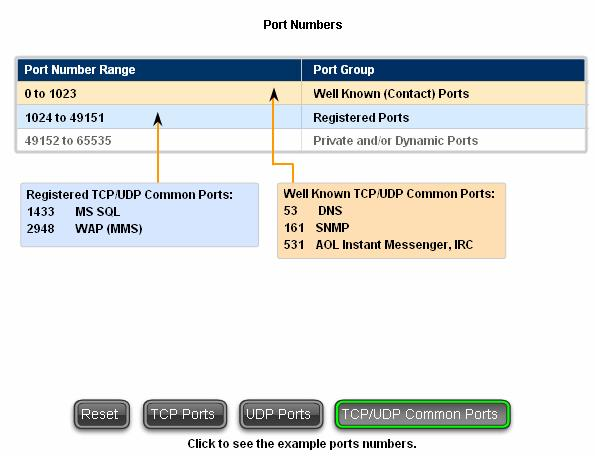 Port Numbers
Port Number Range Port Group
0 to 1023 Well Known (Contact) Ports
1024 to 49151 Registered Ports
49152 to 65535 Private and/or Dynamic Ports
Registered TCP/UDP Common Ports:
1433 MS SQL
2948 WAP (MMS)
Well Known TCP/UDP Common Ports:
53 DNS
161 SNMP
531 AOL Instant Messenger, IRC
Reset TCP Ports UDP Ports TCP/UDP Common Ports
Click to see the example ports numbers.